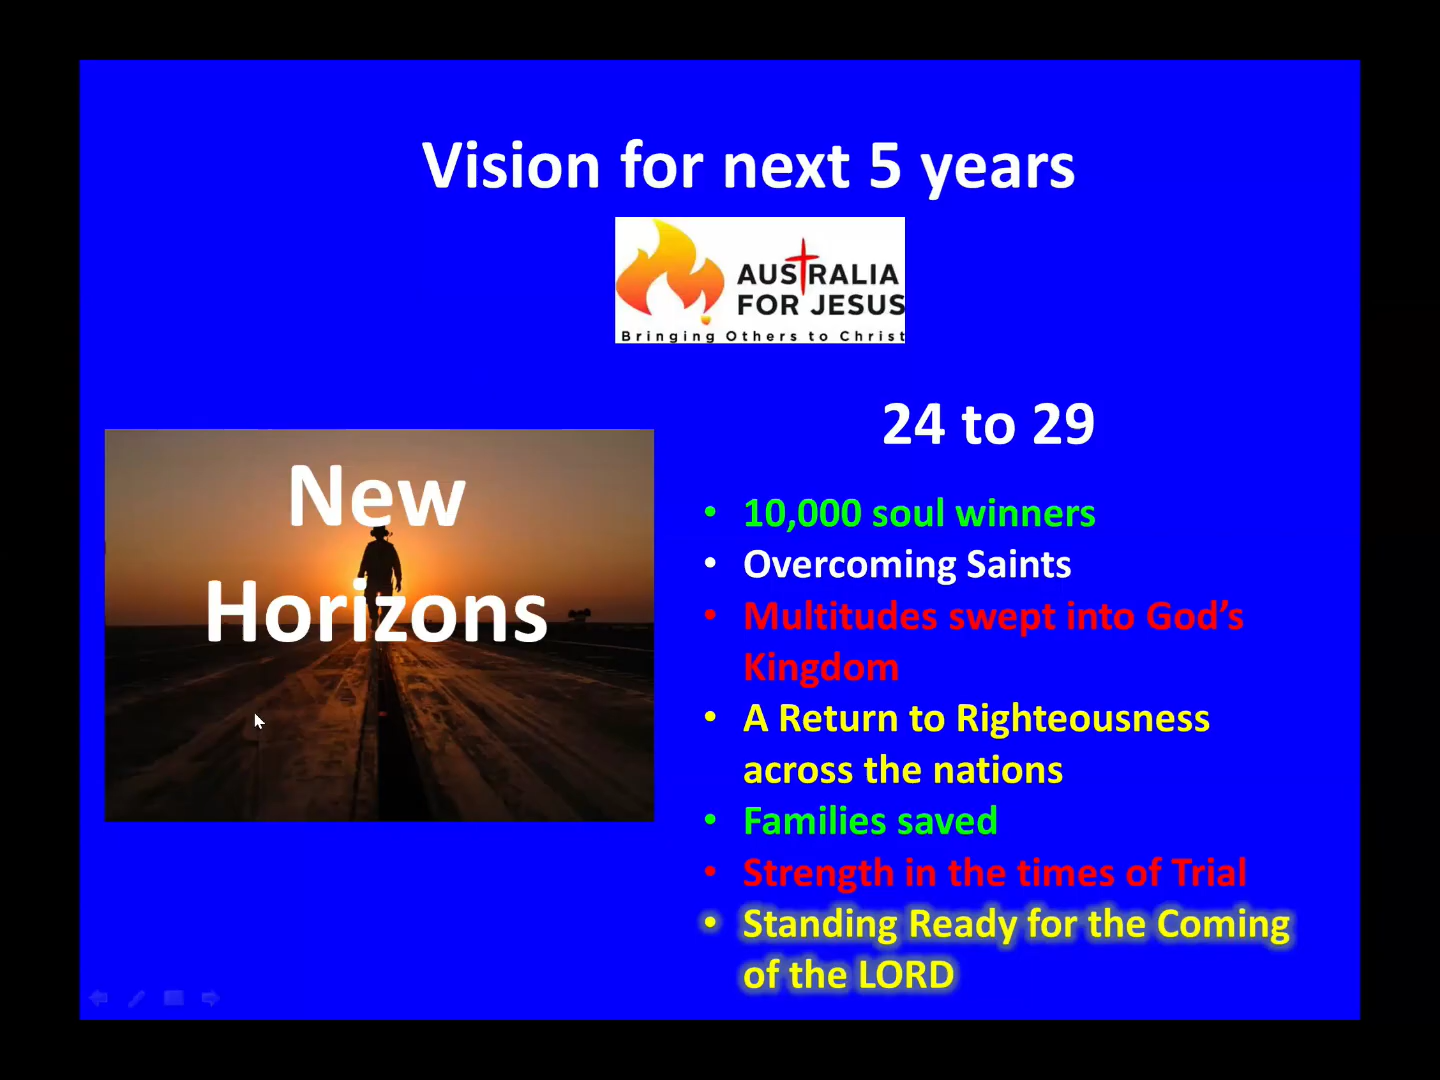 Vision for next 5 years
AUSTRALIA
FOR JESUS
Bringing Others to Christ
24 to 29
New
Horizons
• 10,000 soul winners
• Overcoming Saints
• Multitudes swept into God’s
Kingdom
• A Return to Righteousness
across the nations
• Families saved
• Strength in the times of Trial
• Standing Ready for the Coming
of the LORD